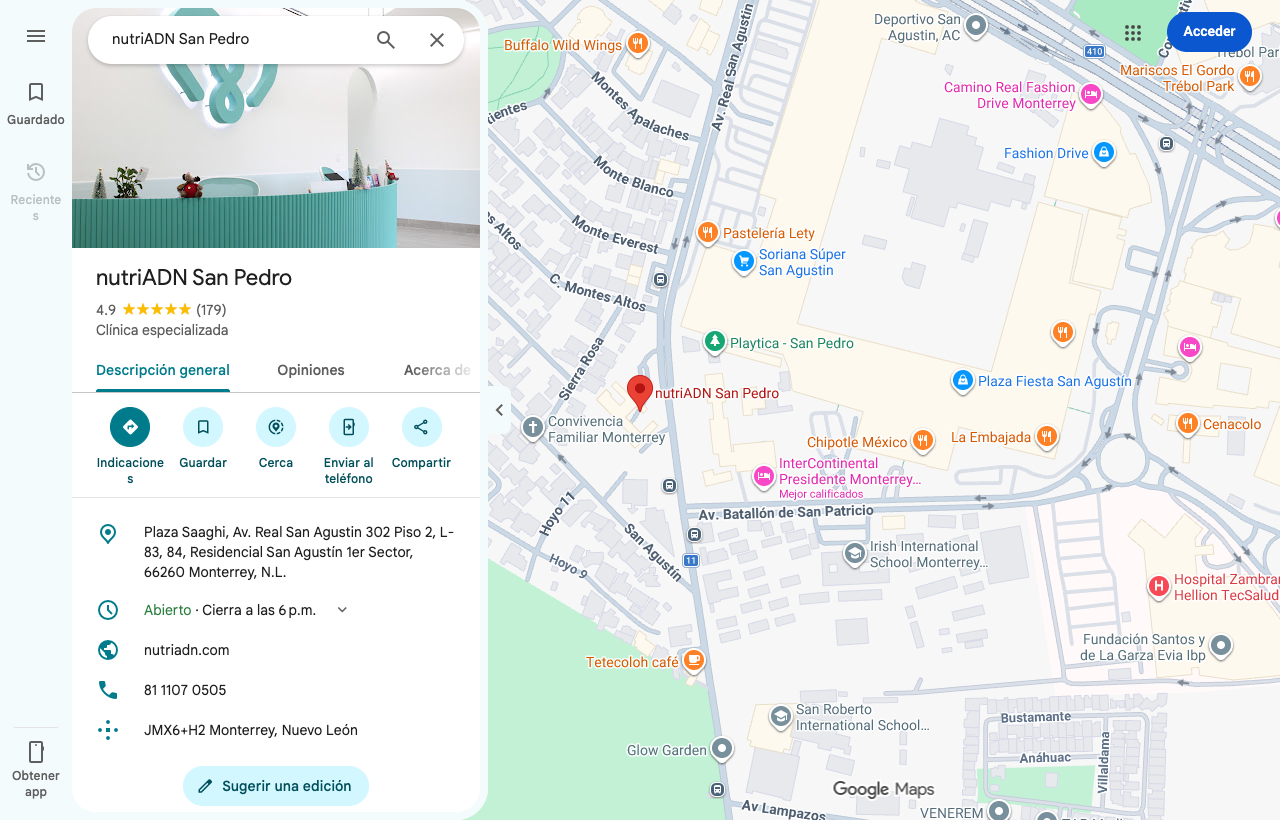 nutriADN San Pedro
Guardado
Reciente
s
Obtener
app
nutriADN San Pedro
4.9
(179)
Clínica especializada
Descripción general
Opiniones
Acerca de
Indicacione
s
Guardar
Cerca
Enviar al
teléfono
Compartir
Plaza Saaghi, Av. Real San Agustin 302 Piso 2, L-
83, 84, Residencial San Agustín 1er Sector,
66260 Monterrey, N.L.
Abierto · Cierra a las 6 p.m.
nutriadn.com
81 1107 0505
JMX6+H2 Monterrey, Nuevo León
Sugerir una edición
Acceder
Deportivo San
Agustin, AC
Buffalo Wild Wings
410
Trébol Park
Mariscos El Gordo
Trébol Park
Camino Real Fashion
Drive Monterrey
Fashion Drive
Av. Real San Agustin
Montes Apalaches
Monte Blanco
Monte Everest
C. Montes Altos
Pastelería Lety
Soriana Súper
San Agustin
Playtica - San Pedro
Sierra Rosa
nutriADN San Pedro
Plaza Fiesta San Agustín
Convivencia
Familiar Monterrey
Chipotle México
La Embajada
Cenacolo
InterContinental
Presidente Monterrey...
Mejor calificados
Av. Batallón de San Patricio
Hoyo 11
San Agustín
Hoyo 9
11
Irish International
School Monterrey...
Hospital Zambran
Hellion TecSalud
Fundación Santos y
de La Garza Evia Ibp
Tetecoloh café
San Roberto
International School...
Glow Garden
Bustamante
Anáhuac
Villaldama
Google Maps
Av Lampazos
VENEREM